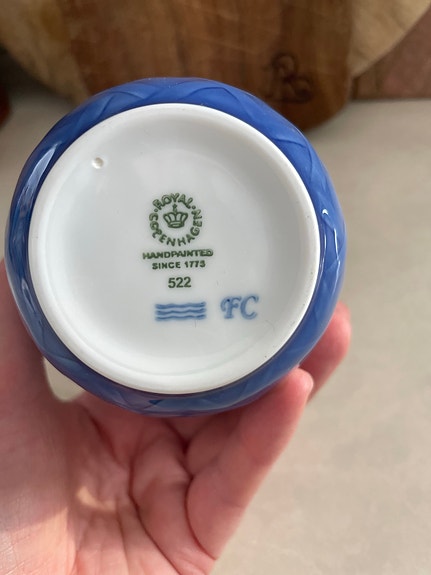 ROYAL COPENHAGEN
HANDPAINTED
SINCE 1775
522
FC